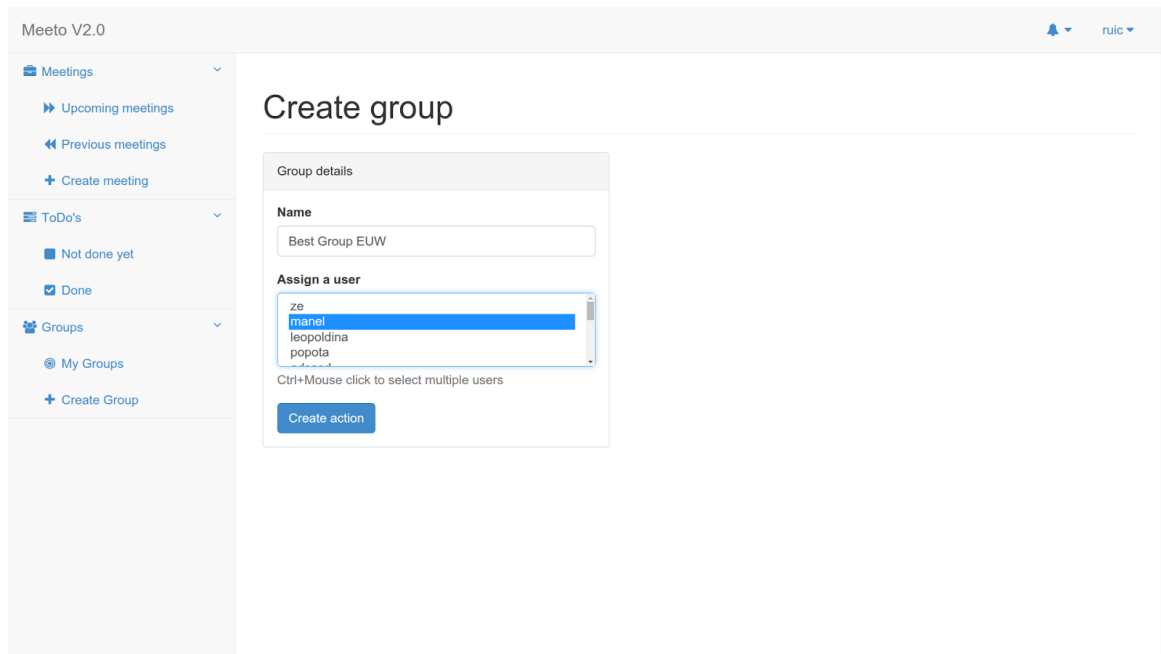 Meeto V2.0
ruic
Meetings
Upcoming meetings
Previous meetings
Create meeting
ToDo's
Not done yet
Done
Groups
My Groups
Create Group
Create group
Group details
Name
Best Group EUW
Assign a user
ze
manel
leopoldina
popota
Ctrl+Mouse click to select multiple users
Create action